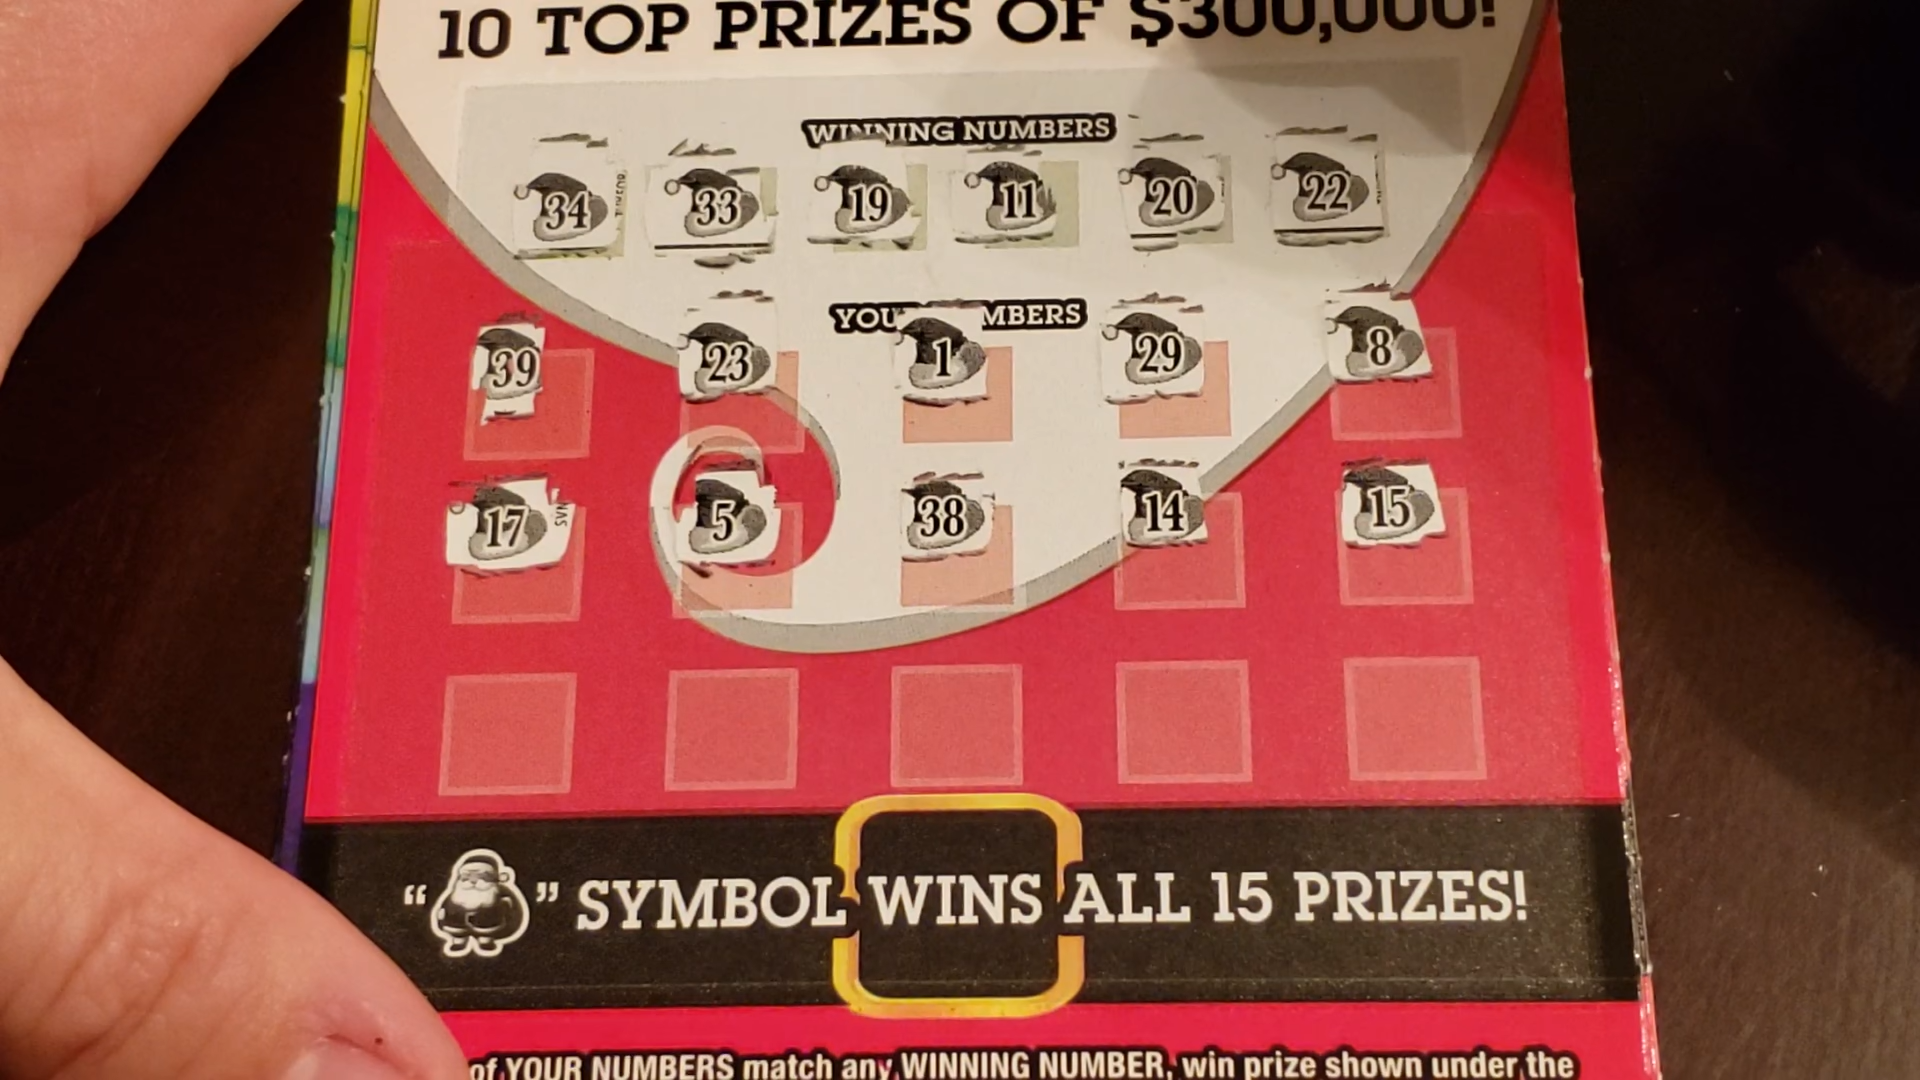 10 TOP PRIZES OF $300,000!
WINNING NUMBERS
34 33 19 11 20 22
YOU MBERS
39 23 1 29 8
17 5 38 14 15
“ ” SYMBOL WINS ALL 15 PRIZES!
of YOUR NUMBERS match any WINNING NUMBER, win prize shown under the